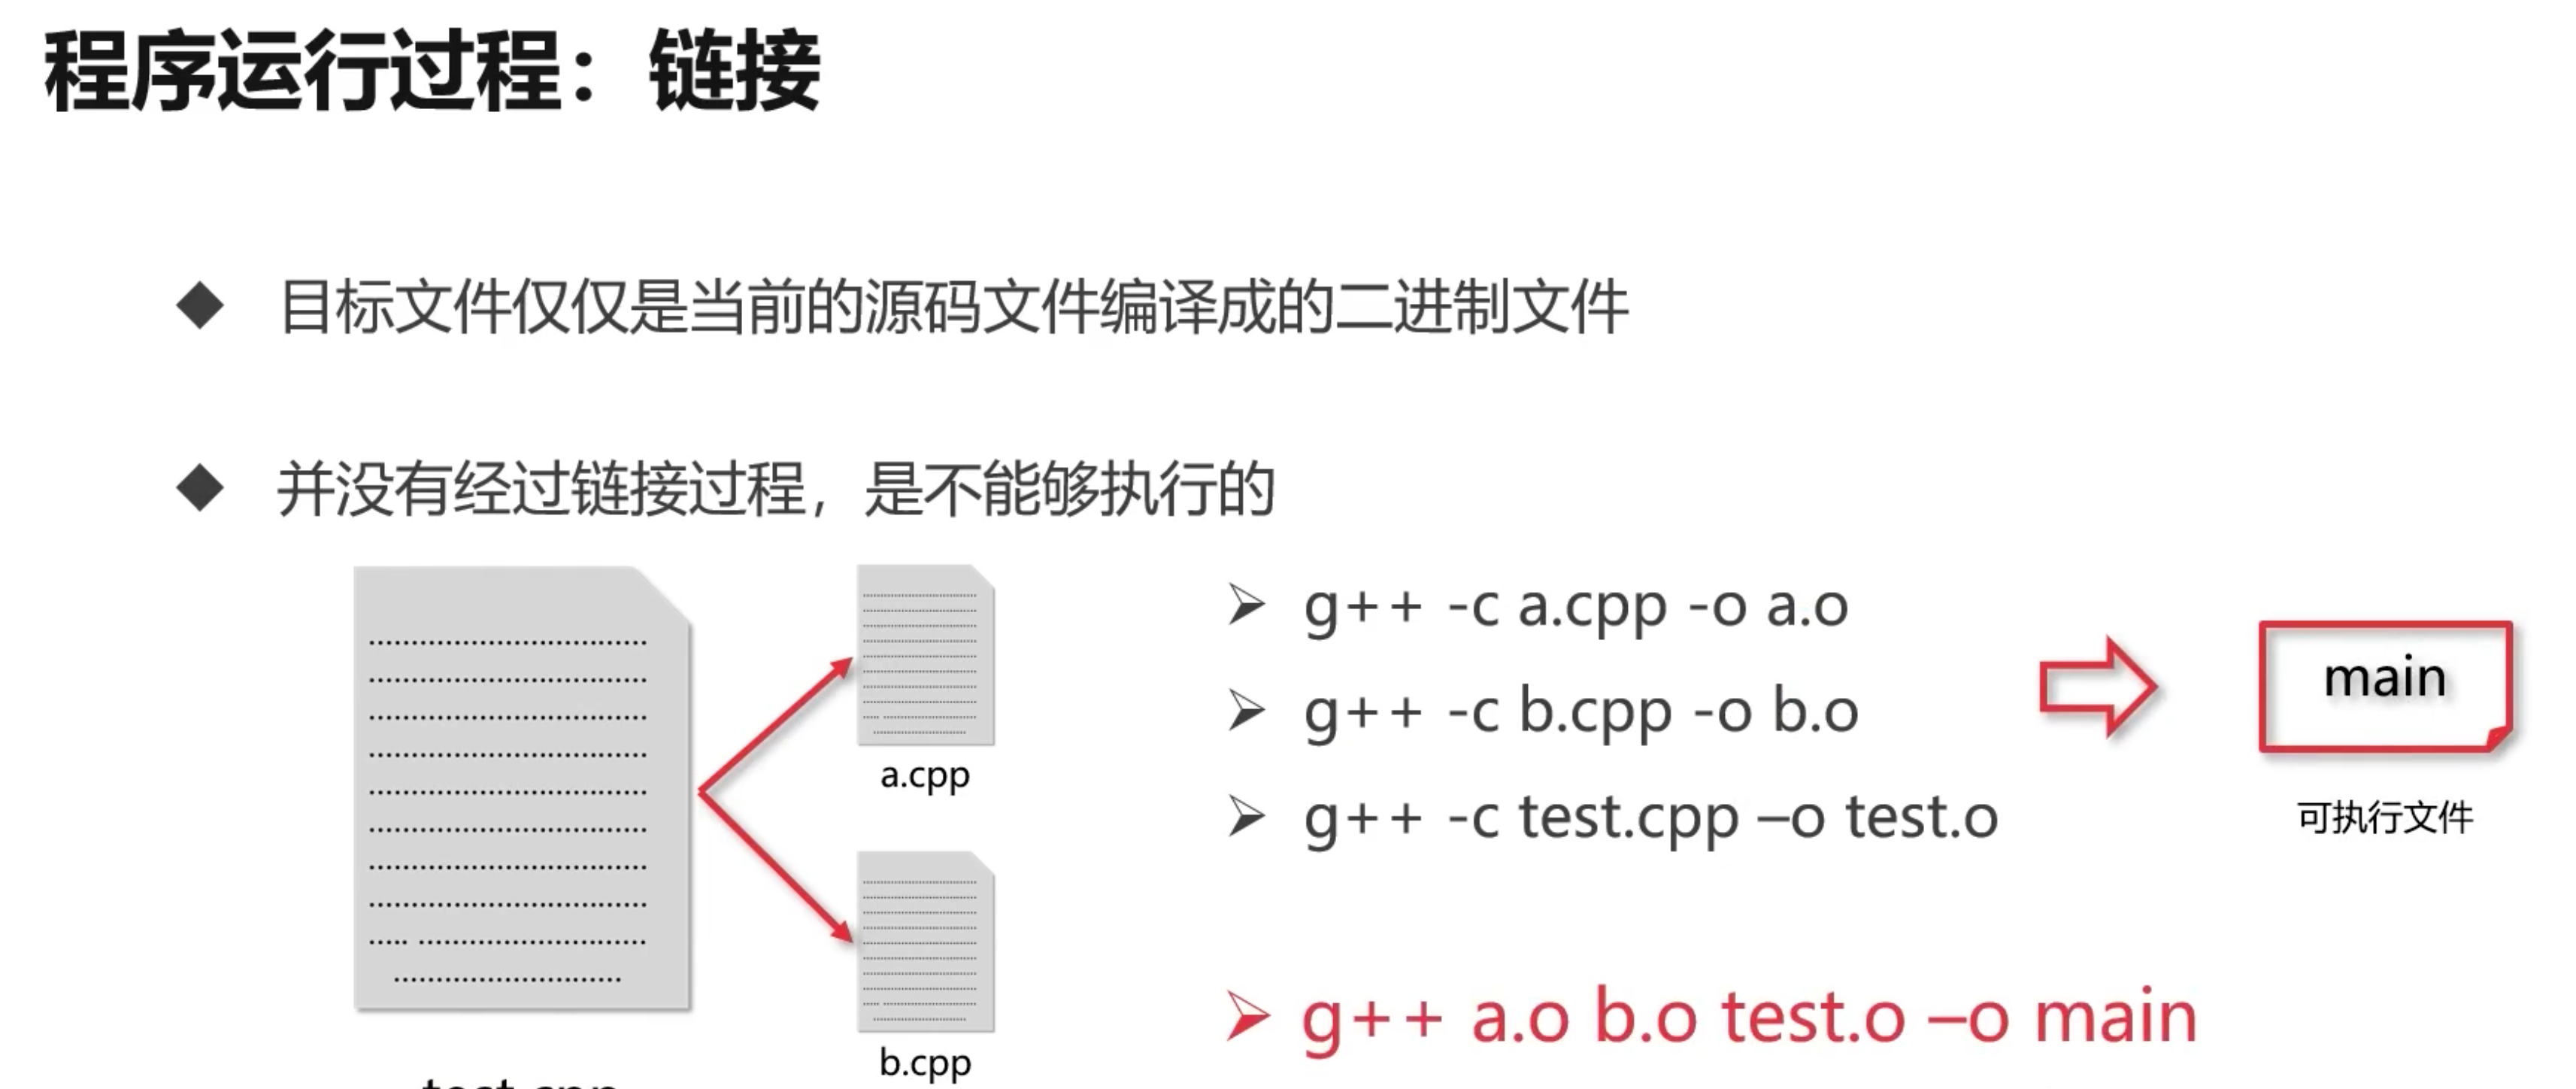 程序运行过程：链接
◆ 目标文件仅仅是当前的源码文件编译成的二进制文件
◆ 并没有经过链接过程，是不能够执行的
➢ g++ -c a.cpp -o a.o
➢ g++ -c b.cpp -o b.o
➢ g++ -c test.cpp –o test.o
main
可执行文件
a.cpp
➢ g++ a.o b.o test.o –o main
b.cpp
test.cpp